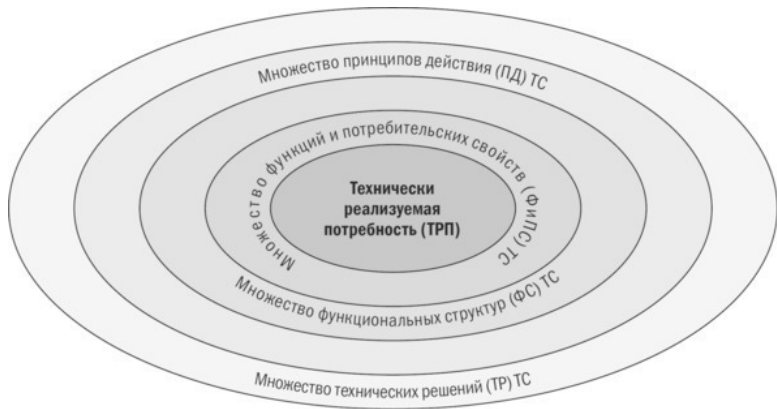 Множество принципов действия (ПД) ТС
Множество функций и потребительских свойств (ФиПС) ТС
Технически
реализуемая
потребность (ТРП)
Множество функциональных структур (ФС) ТС
Множество технических решений (ТР) ТС